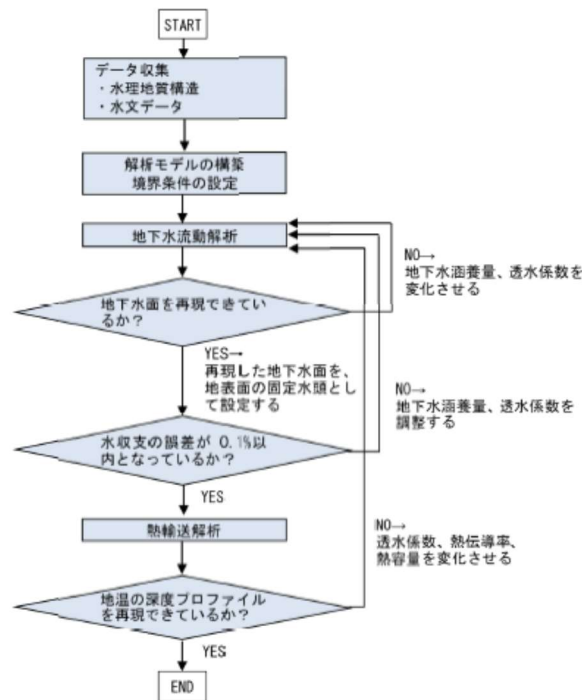 START
データ収集
・水理地質構造
・水文データ
解析モデルの構築
境界条件の設定
地下水流動解析
地下水面を再現できてい
るか？
NO→
地下水涵養量、透水係数を
変化させる
YES→
再現した地下水面を、
地表面の固定水頭とし
て設定する
NO→
地下水涵養量、透水係数を
調整する
水収支の誤差が 0.1%以
内となっているか？
YES
熱輸送解析
NO→
透水係数、熱伝導率、
熱容量を変化させる
地温の深度プロファイル
を再現できているか？
YES
END